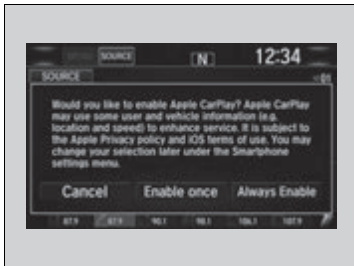 SOURCE
N
12:34
SOURCE
01
Would you like to enable Apple CarPlay? Apple CarPlay
may use some user and vehicle information (e.g.
location and speed) to enhance service. It is subject to
the Apple Privacy policy and iOS terms of use. You may
change your selection later under the Smartphone
settings menu.
Cancel
Enable once
Always Enable
87.9 87.9 90.1 98.1 106.1 107.9